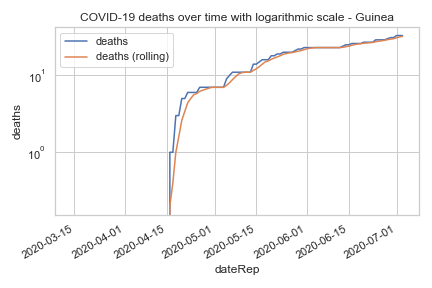 COVID-19 deaths over time with logarithmic scale - Guinea
deaths
deaths (rolling)
10¹
10⁰
deaths
2020-03-15
2020-04-01
2020-04-15
2020-05-01
2020-05-15
2020-06-01
2020-06-15
2020-07-01
dateRep